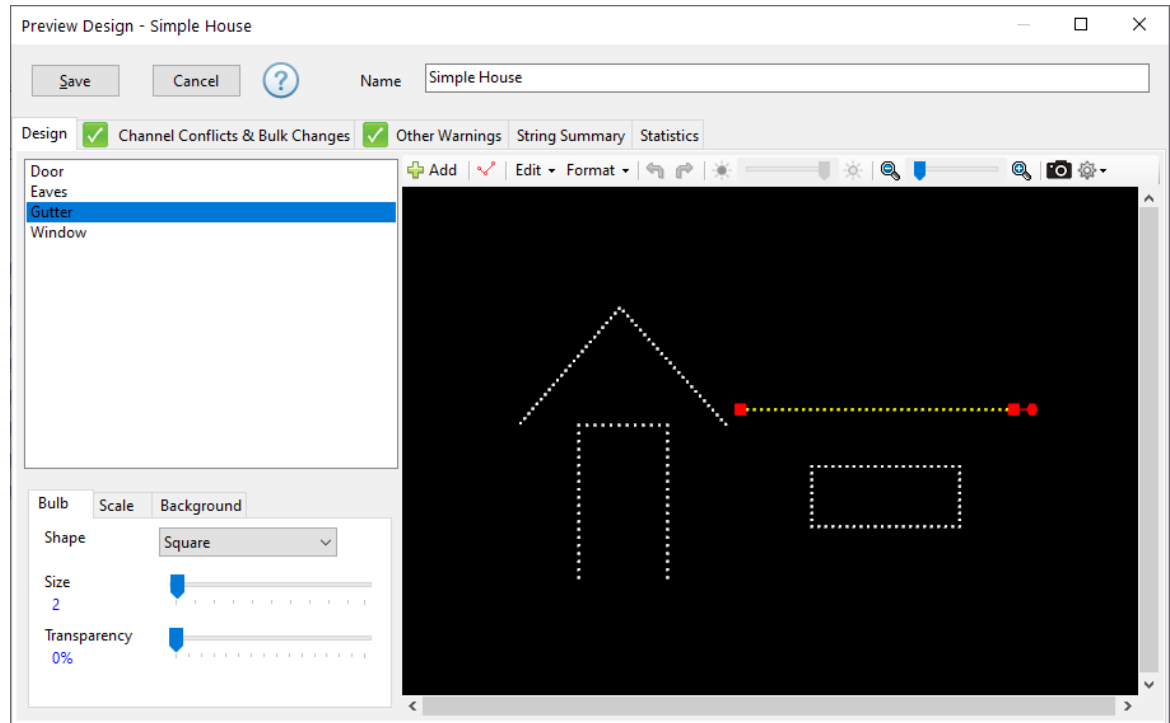 Preview Design - Simple House
Save Cancel ? Name Simple House
Design Channel Conflicts & Bulk Changes Other Warnings String Summary Statistics
Door
Eaves
Gutter
Window
Add Edit Format
Bulb Scale Background
Shape Square
Size
2
Transparency
0%